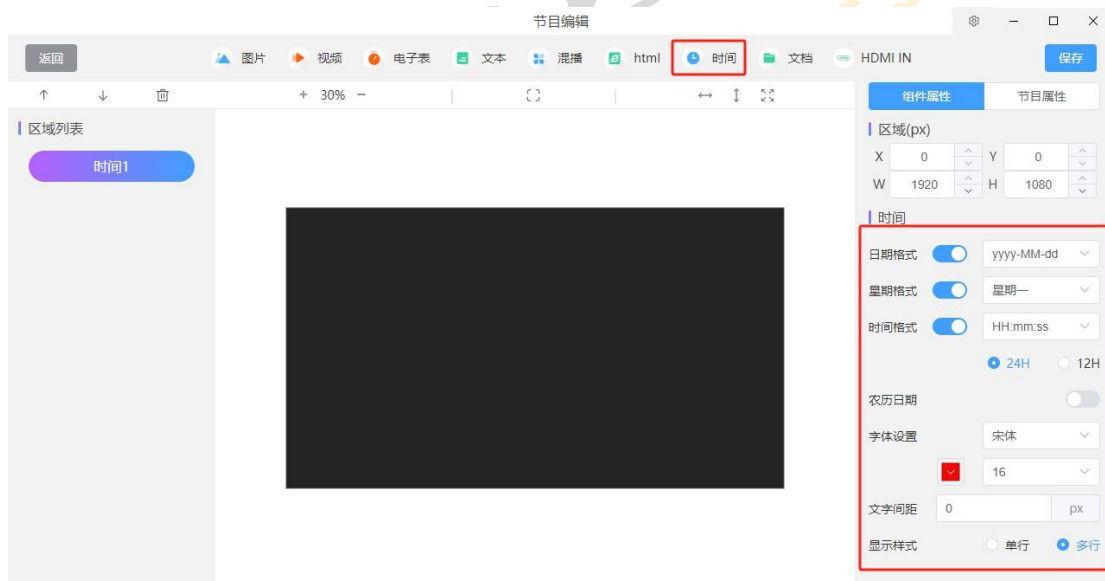 节目编辑
返回 图片 视频 电子表 文本 混播 html 时间 文档 HDMI IN 保存
+ 30% − 组件属性 节目属性
区域列表 区域(px)
时间1 X 0 Y 0
W 1920 H 1080
时间
日期格式 yyyy-MM-dd
星期格式 星期一
时间格式 HH:mm:ss
24H 12H
农历日期
字体设置 宋体
16
文字间距 0 px
显示样式 单行 多行